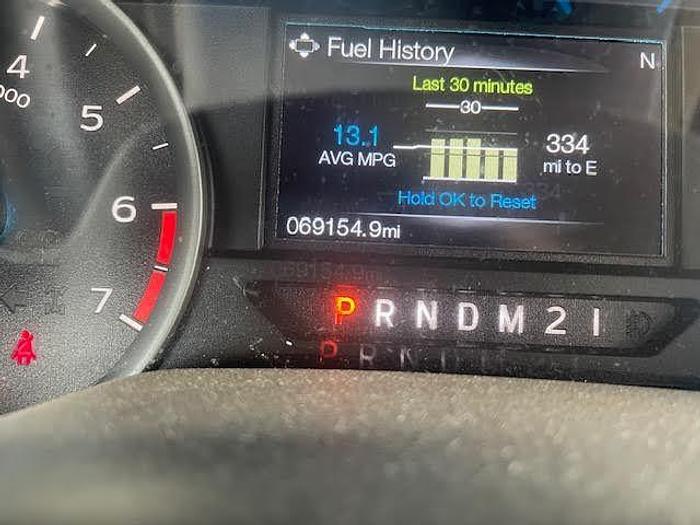 Fuel History
N
Last 30 minutes
30
13.1
AVG MPG
334
mi to E
Hold OK to Reset
069154.9mi
4
000
5
6
7
P R N D M 2 1